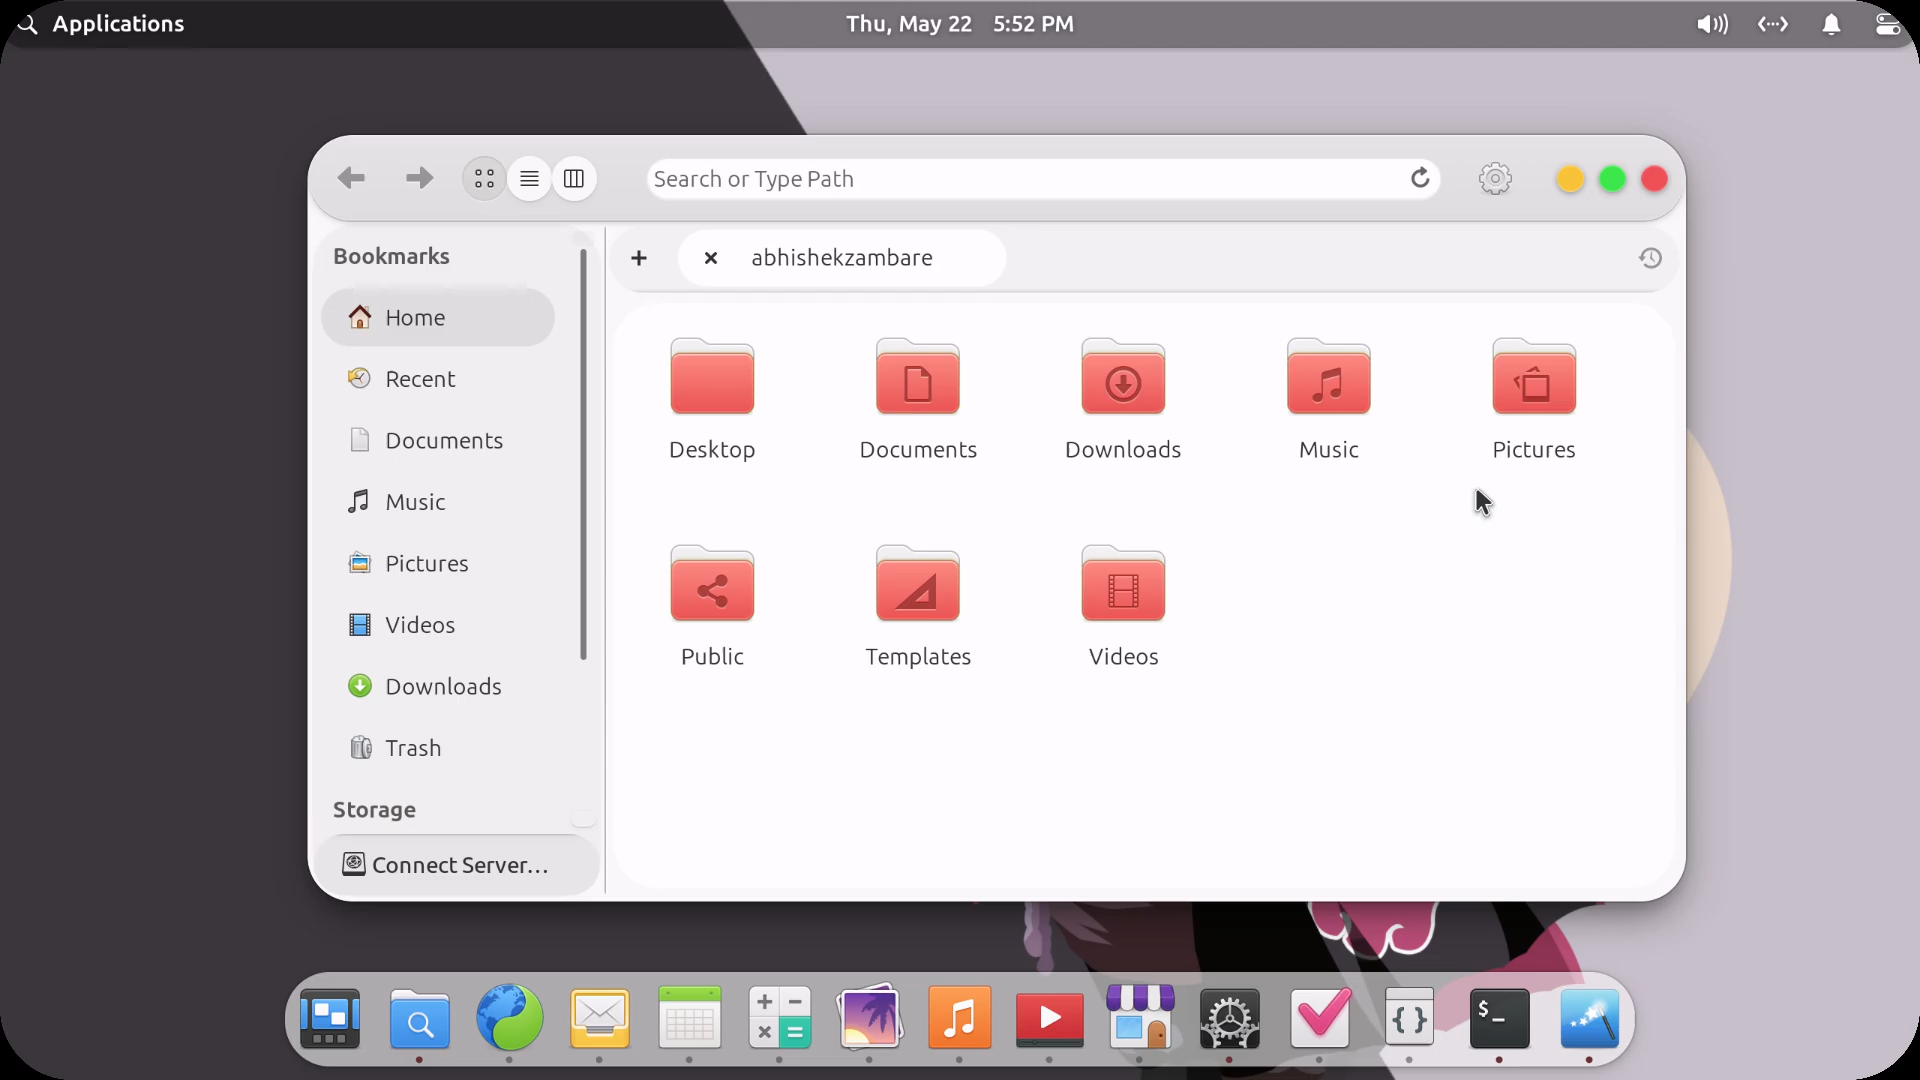 Applications
Thu, May 22 5:52 PM
Search or Type Path
Bookmarks
Home
Recent
Documents
Music
Pictures
Videos
Downloads
Trash
Storage
Connect Server...
abhishekzambare
Desktop
Documents
Downloads
Music
Pictures
Public
Templates
Videos
$_